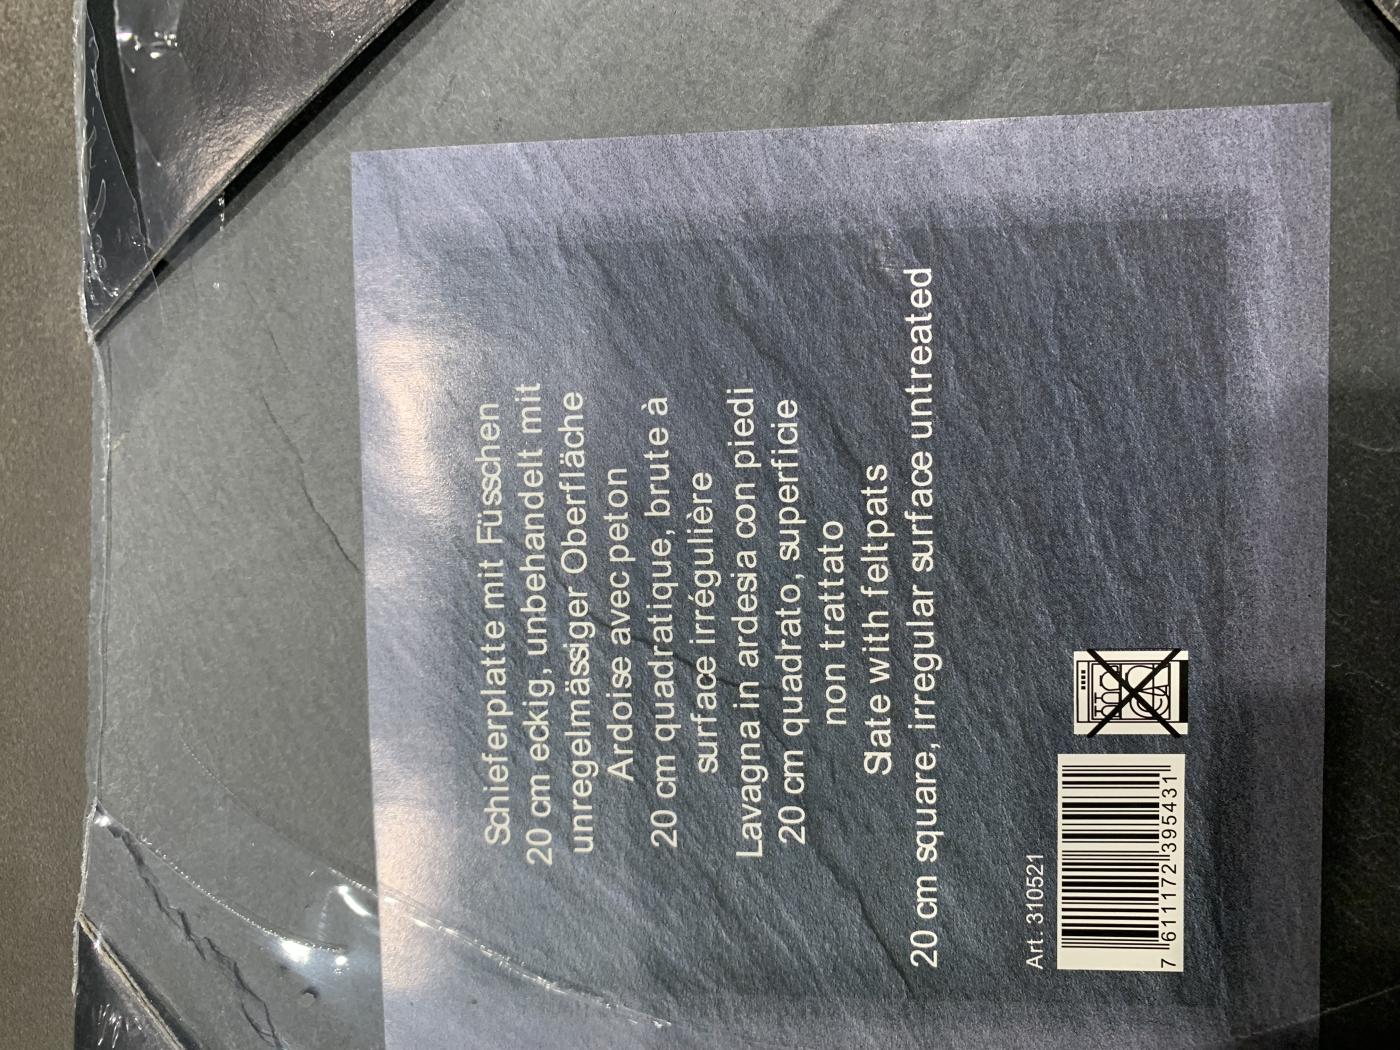 Schieferplatte mit Füsschen
20 cm eckig, unbehandelt mit
unregelmässiger Oberfläche
Ardoise avec peton
20 cm quadratique, brute à
surface irrégulière
Lavagna in ardesia con piedi
20 cm quadrato, superficie
non trattato
Slate with feltpats
20 cm square, irregular surface untreated
Art. 310521
7 611172 395431